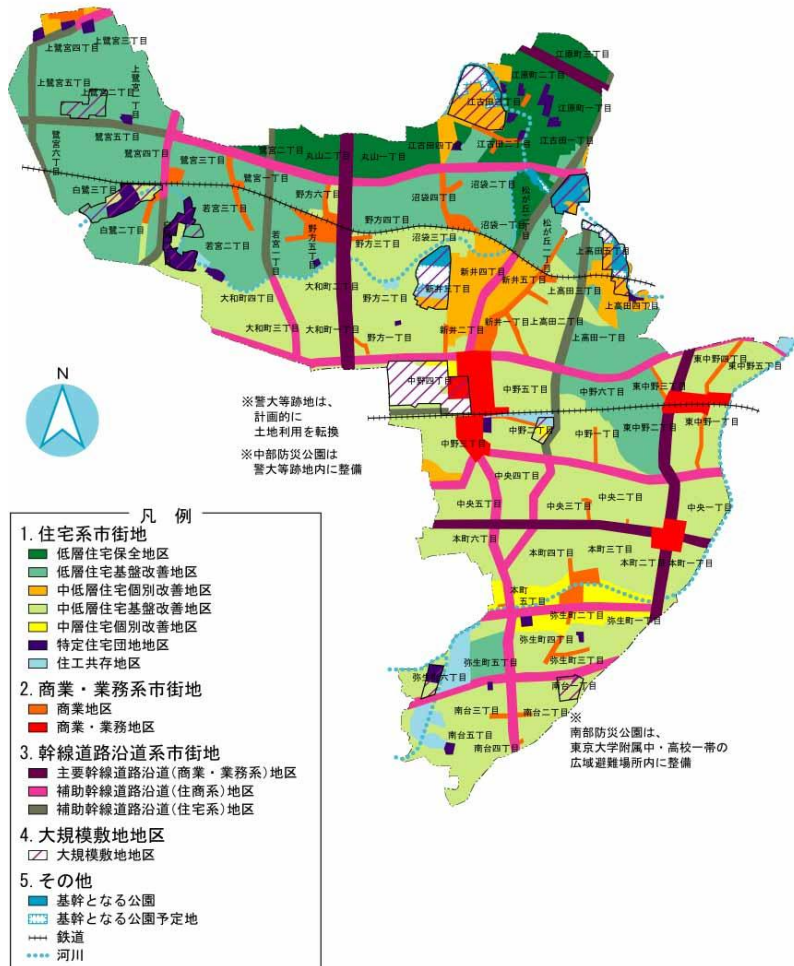 上鷺宮三丁目
上鷺宮四丁目
上鷺宮五丁目
上鷺宮二丁目
上鷺宮一丁目
鷺宮六丁目
鷺宮五丁目
鷺宮四丁目
鷺宮三丁目
鷺宮二丁目
鷺宮一丁目
白鷺三丁目
白鷺二丁目
若宮三丁目
若宮二丁目
若宮一丁目
丸山二丁目
丸山一丁目
野方六丁目
野方五丁目
野方四丁目
野方三丁目
野方二丁目
野方一丁目
大和町四丁目
大和町三丁目
大和町一丁目
江原町三丁目
江原町二丁目
江原町一丁目
江古田三丁目
江古田四丁目
江古田二丁目
江古田一丁目
沼袋四丁目
沼袋二丁目
沼袋一丁目
沼袋三丁目
松が丘二丁目
松が丘一丁目
新井三丁目
新井四丁目
新井五丁目
新井二丁目
新井一丁目
上高田五丁目
上高田三丁目
上高田四丁目
上高田二丁目
上高田一丁目
中野四丁目
中野五丁目
中野六丁目
中野三丁目
中野二丁目
中野一丁目
東中野四丁目
東中野五丁目
東中野三丁目
東中野二丁目
東中野一丁目
中央四丁目
中央五丁目
中央三丁目
中央二丁目
中央一丁目
本町六丁目
本町四丁目
本町三丁目
本町二丁目
本町一丁目
本町
五丁目
弥生町二丁目
弥生町一丁目
弥生町四丁目
弥生町三丁目
弥生町五丁目
弥生町六丁目
南台一丁目
南台三丁目
南台二丁目
南台五丁目
南台四丁目
N
※警大等跡地は、
計画的に
土地利用を転換
※中部防災公園は
警大等跡地内に整備
※
南部防災公園は、
東京大学附属中・高校一帯の
広域避難場所内に整備
凡 例
1. 住宅系市街地
低層住宅保全地区
低層住宅基盤改善地区
中低層住宅個別改善地区
中低層住宅基盤改善地区
中層住宅個別改善地区
特定住宅団地地区
住工共存地区
2. 商業・業務系市街地
商業地区
商業・業務地区
3. 幹線道路沿道系市街地
主要幹線道路沿道(商業・業務系)地区
補助幹線道路沿道(住商系)地区
補助幹線道路沿道(住宅系)地区
4. 大規模敷地地区
大規模敷地地区
5. その他
基幹となる公園
基幹となる公園予定地
鉄道
河川